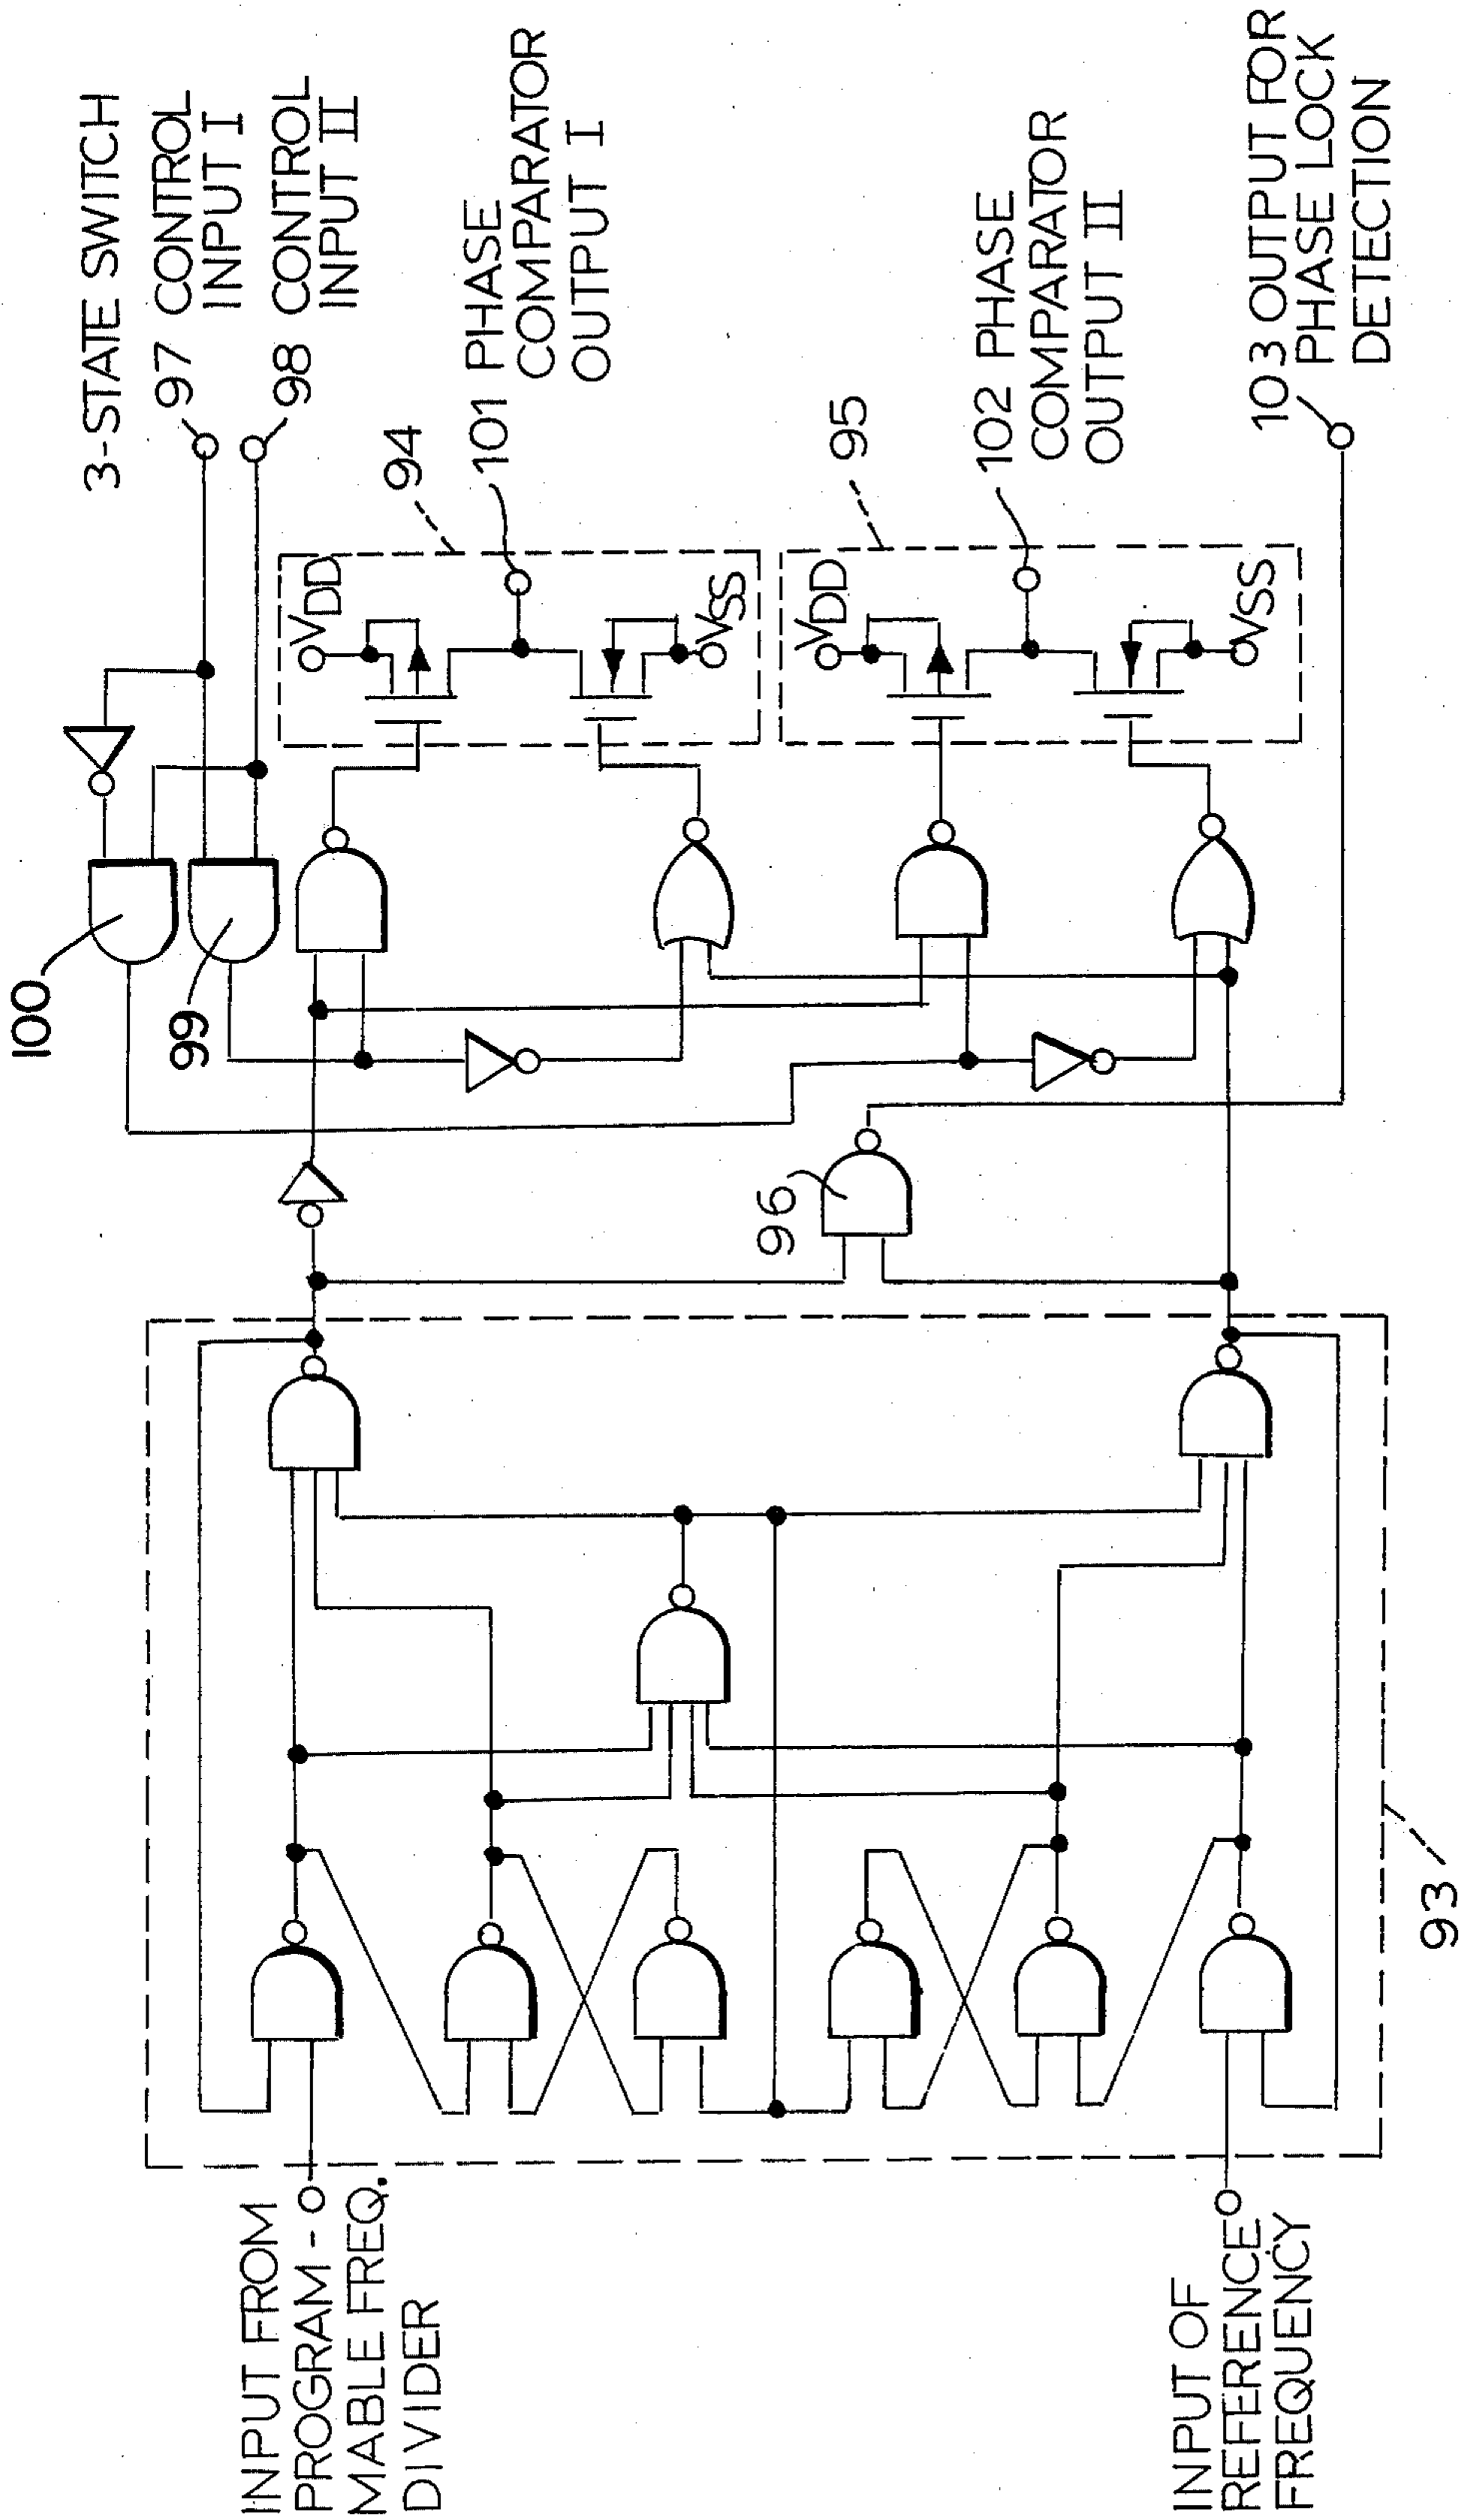 3-STATE SWITCH
97 CONTROL
INPUT I
98 CONTROL
INPUT II
100
99
94
VDD
101 PHASE
COMPARATOR
OUTPUT I
VSS
95
VDD
102 PHASE
COMPARATOR
OUTPUT II
VSS
96
103 OUTPUT FOR
PHASE LOCK
DETECTION
93
INPUT FROM
PROGRAM-
MABLE FREQ.
DIVIDER
INPUT OF
REFERENCE
FREQUENCY